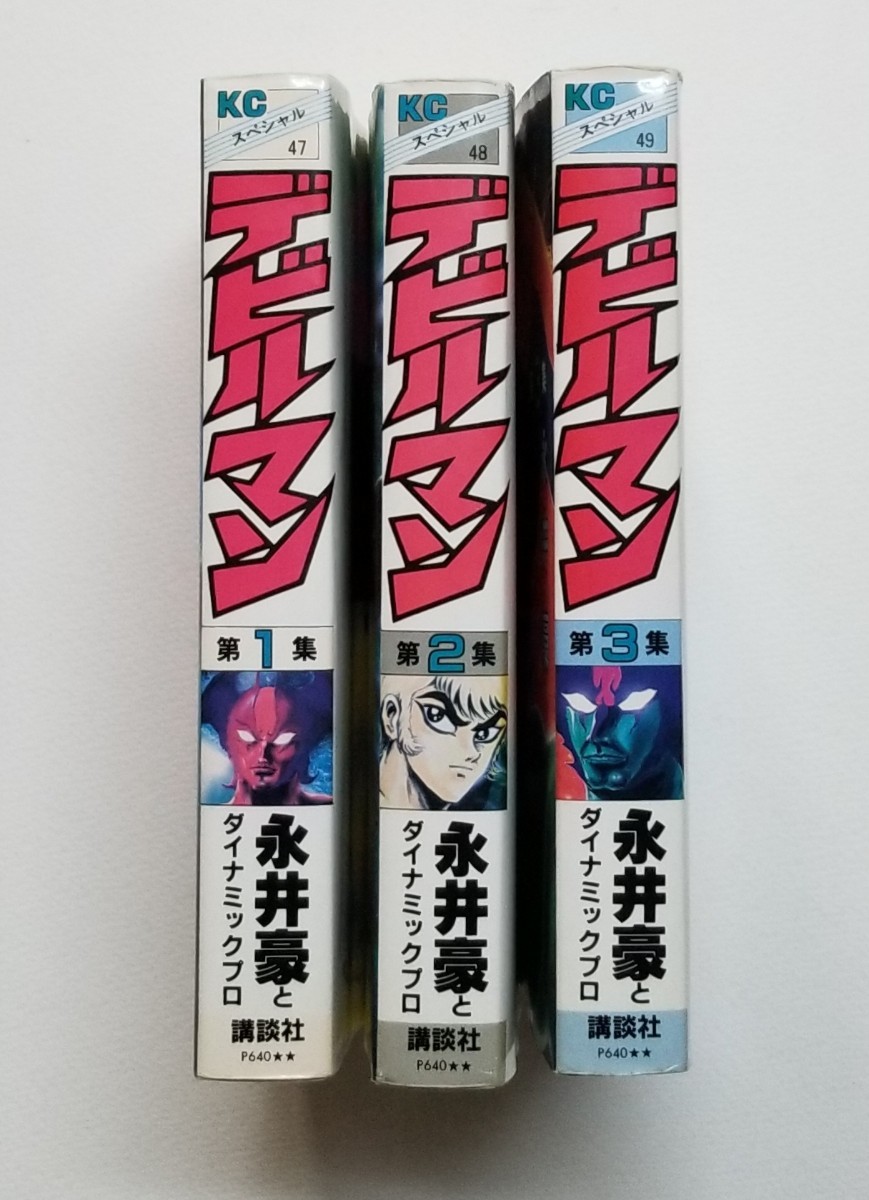 KC
スペシャル
47
デビルマン
第1集
永井豪と
ダイナミックプロ
講談社
P640★★
KC
スペシャル
48
デビルマン
第2集
永井豪と
ダイナミックプロ
講談社
P640★★
KC
スペシャル
49
デビルマン
第3集
永井豪と
ダイナミックプロ
講談社
P640★★